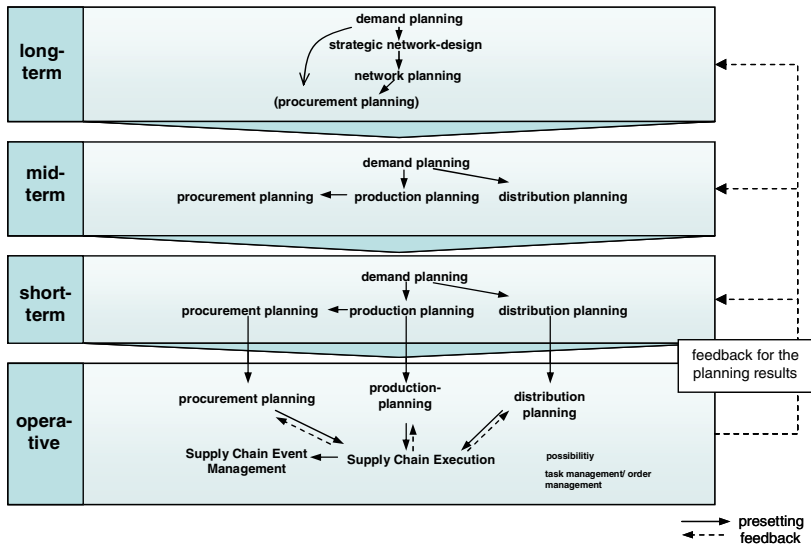 long-
term
demand planning
strategic network-design
network planning
(procurement planning)
mid-
term
demand planning
procurement planning
production planning
distribution planning
short-
term
demand planning
procurement planning
production planning
distribution planning
feedback for the
planning results
opera-
tive
procurement planning
production-
planning
distribution
planning
Supply Chain Event
Management
Supply Chain Execution
possibilitiy
task management/ order
management
presetting
feedback